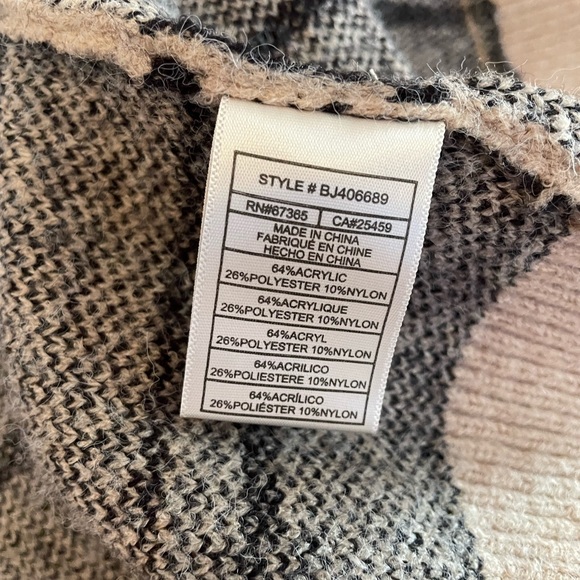 STYLE # BJ406689
RN#67365 CA#25459
MADE IN CHINA
FABRIQUÉ EN CHINE
HECHO EN CHINA
64%ACRYLIC
26%POLYESTER 10%NYLON
64%ACRYLIQUE
26%POLYESTER 10%NYLON
64%ACRYL
26%POLYESTER 10%NYLON
64%ACRILICO
26%POLIESTERE 10%NYLON
64%ACRÍLICO
26%POLIÉSTER 10%NYLON